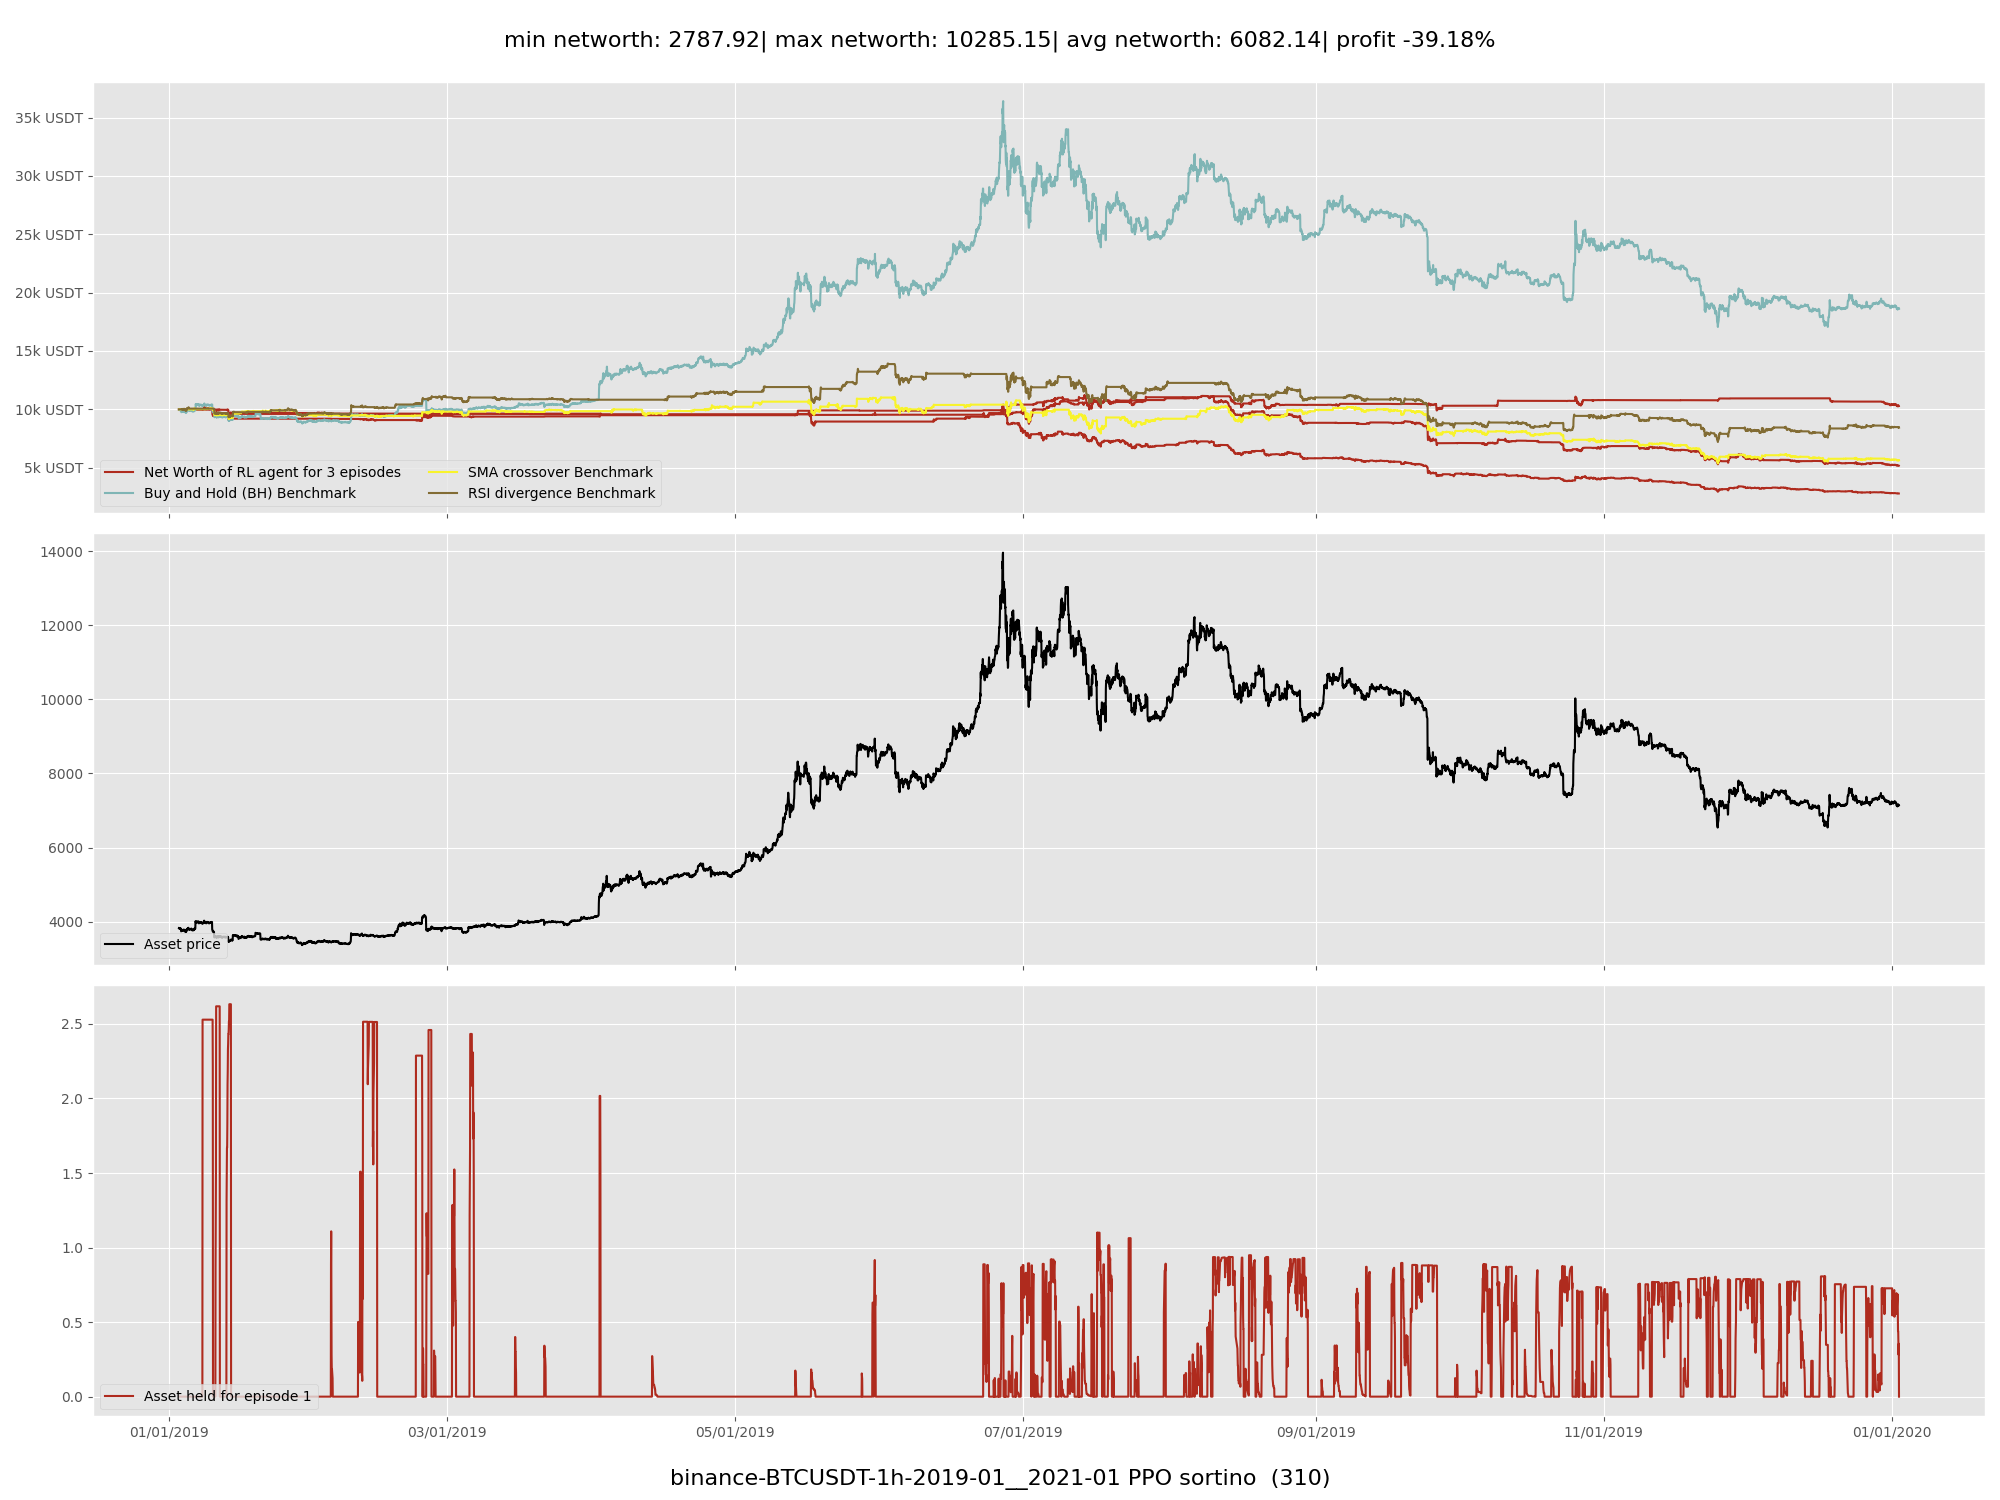 min networth: 2787.92| max networth: 10285.15| avg networth: 6082.14| profit -39.18%
35k USDT
30k USDT
25k USDT
20k USDT
15k USDT
10k USDT
5k USDT
Net Worth of RL agent for 3 episodes
Buy and Hold (BH) Benchmark
SMA crossover Benchmark
RSI divergence Benchmark
14000
12000
10000
8000
6000
4000
Asset price
2.5
2.0
1.5
1.0
0.5
0.0
Asset held for episode 1
01/01/2019 03/01/2019 05/01/2019 07/01/2019 09/01/2019 11/01/2019 01/01/2020
binance-BTCUSDT-1h-2019-01__2021-01 PPO sortino (310)